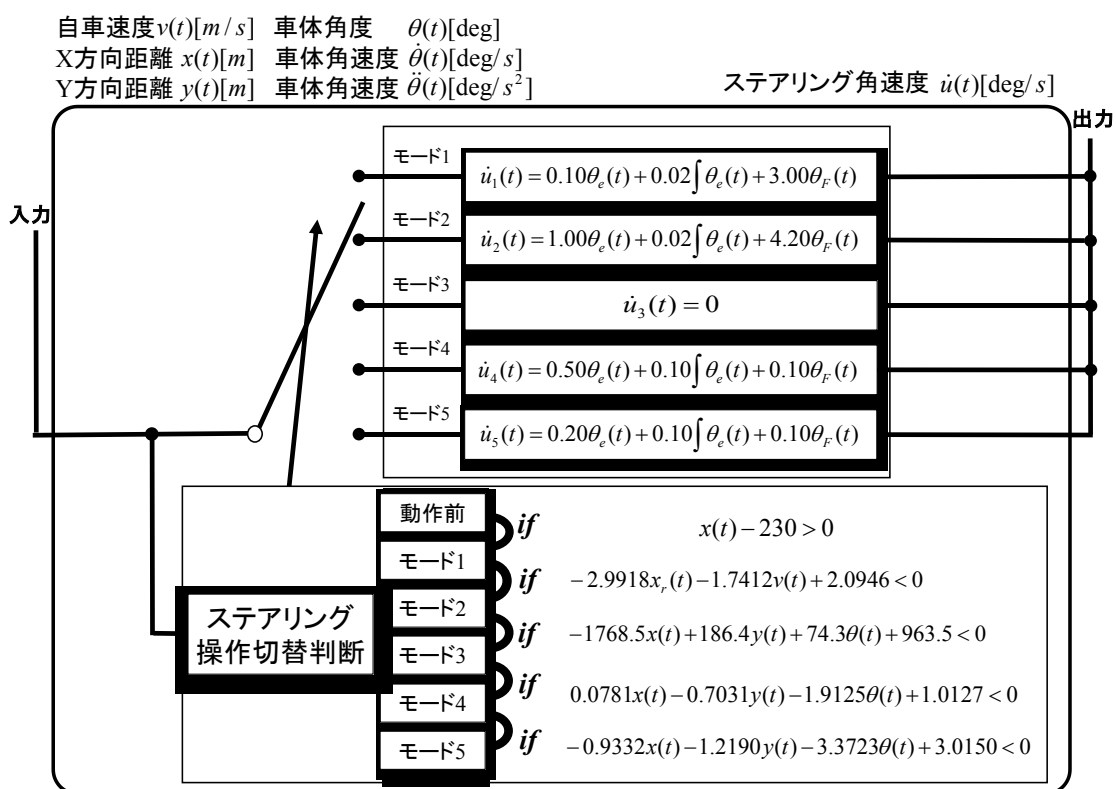 自車速度v(t)[m/s] 車体角度 θ(t)[deg]
X方向距離 x(t)[m] 車体角速度 θ̇(t)[deg/s]
Y方向距離 y(t)[m] 車体角速度 θ̈(t)[deg/s²]
ステアリング角速度 u̇(t)[deg/s]
出力
入力
モード1
u̇₁(t) = 0.10θₑ(t) + 0.02∫θₑ(t) + 3.00θ_F(t)
モード2
u̇₂(t) = 1.00θₑ(t) + 0.02∫θₑ(t) + 4.20θ_F(t)
モード3
u̇₃(t) = 0
モード4
u̇₄(t) = 0.50θₑ(t) + 0.10∫θₑ(t) + 0.10θ_F(t)
モード5
u̇₅(t) = 0.20θₑ(t) + 0.10∫θₑ(t) + 0.10θ_F(t)
ステアリング
操作切替判断
動作前
if x(t) − 230 > 0
モード1
if −2.9918xᵣ(t) − 1.7412v(t) + 2.0946 < 0
モード2
if −1768.5x(t) + 186.4y(t) + 74.3θ(t) + 963.5 < 0
モード3
if 0.0781x(t) − 0.7031y(t) − 1.9125θ(t) + 1.0127 < 0
モード4
if −0.9332x(t) − 1.2190y(t) − 3.3723θ(t) + 3.0150 < 0
モード5